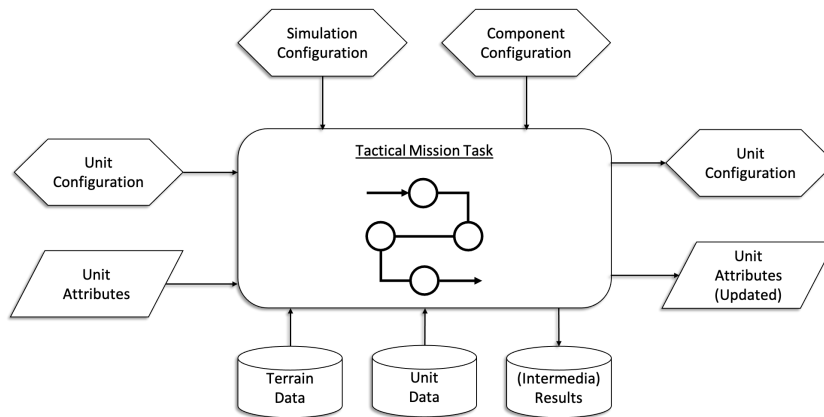 Simulation
Configuration
Component
Configuration
Tactical Mission Task
Unit
Configuration
Unit
Configuration
Unit
Attributes
Unit
Attributes
(Updated)
Terrain
Data
Unit
Data
(Intermedia)
Results